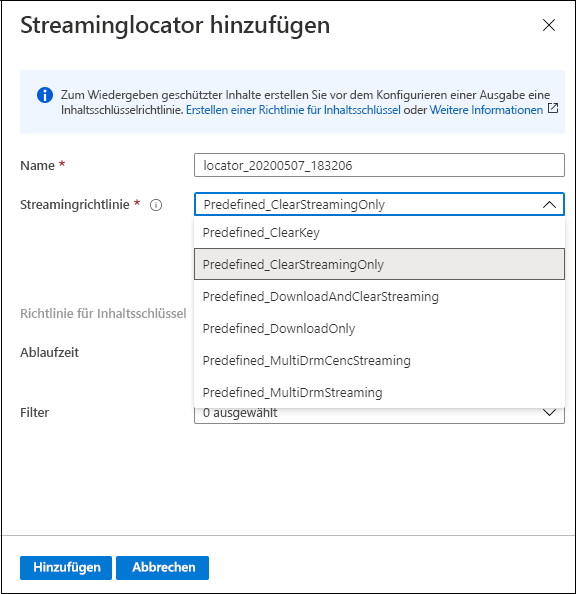 Streaminglocator hinzufügen
Zum Wiedergeben geschützter Inhalte erstellen Sie vor dem Konfigurieren einer Ausgabe eine
Inhaltsschlüsselrichtlinie. Erstellen einer Richtlinie für Inhaltsschlüssel oder Weitere Informationen
Name *
locator_20200507_183206
Streamingrichtlinie *
Predefined_ClearStreamingOnly
Predefined_ClearKey
Predefined_ClearStreamingOnly
Predefined_DownloadAndClearStreaming
Predefined_DownloadOnly
Predefined_MultiDrmCencStreaming
Predefined_MultiDrmStreaming
Richtlinie für Inhaltsschlüssel
Ablaufzeit
Filter
0 ausgewählt
Hinzufügen
Abbrechen